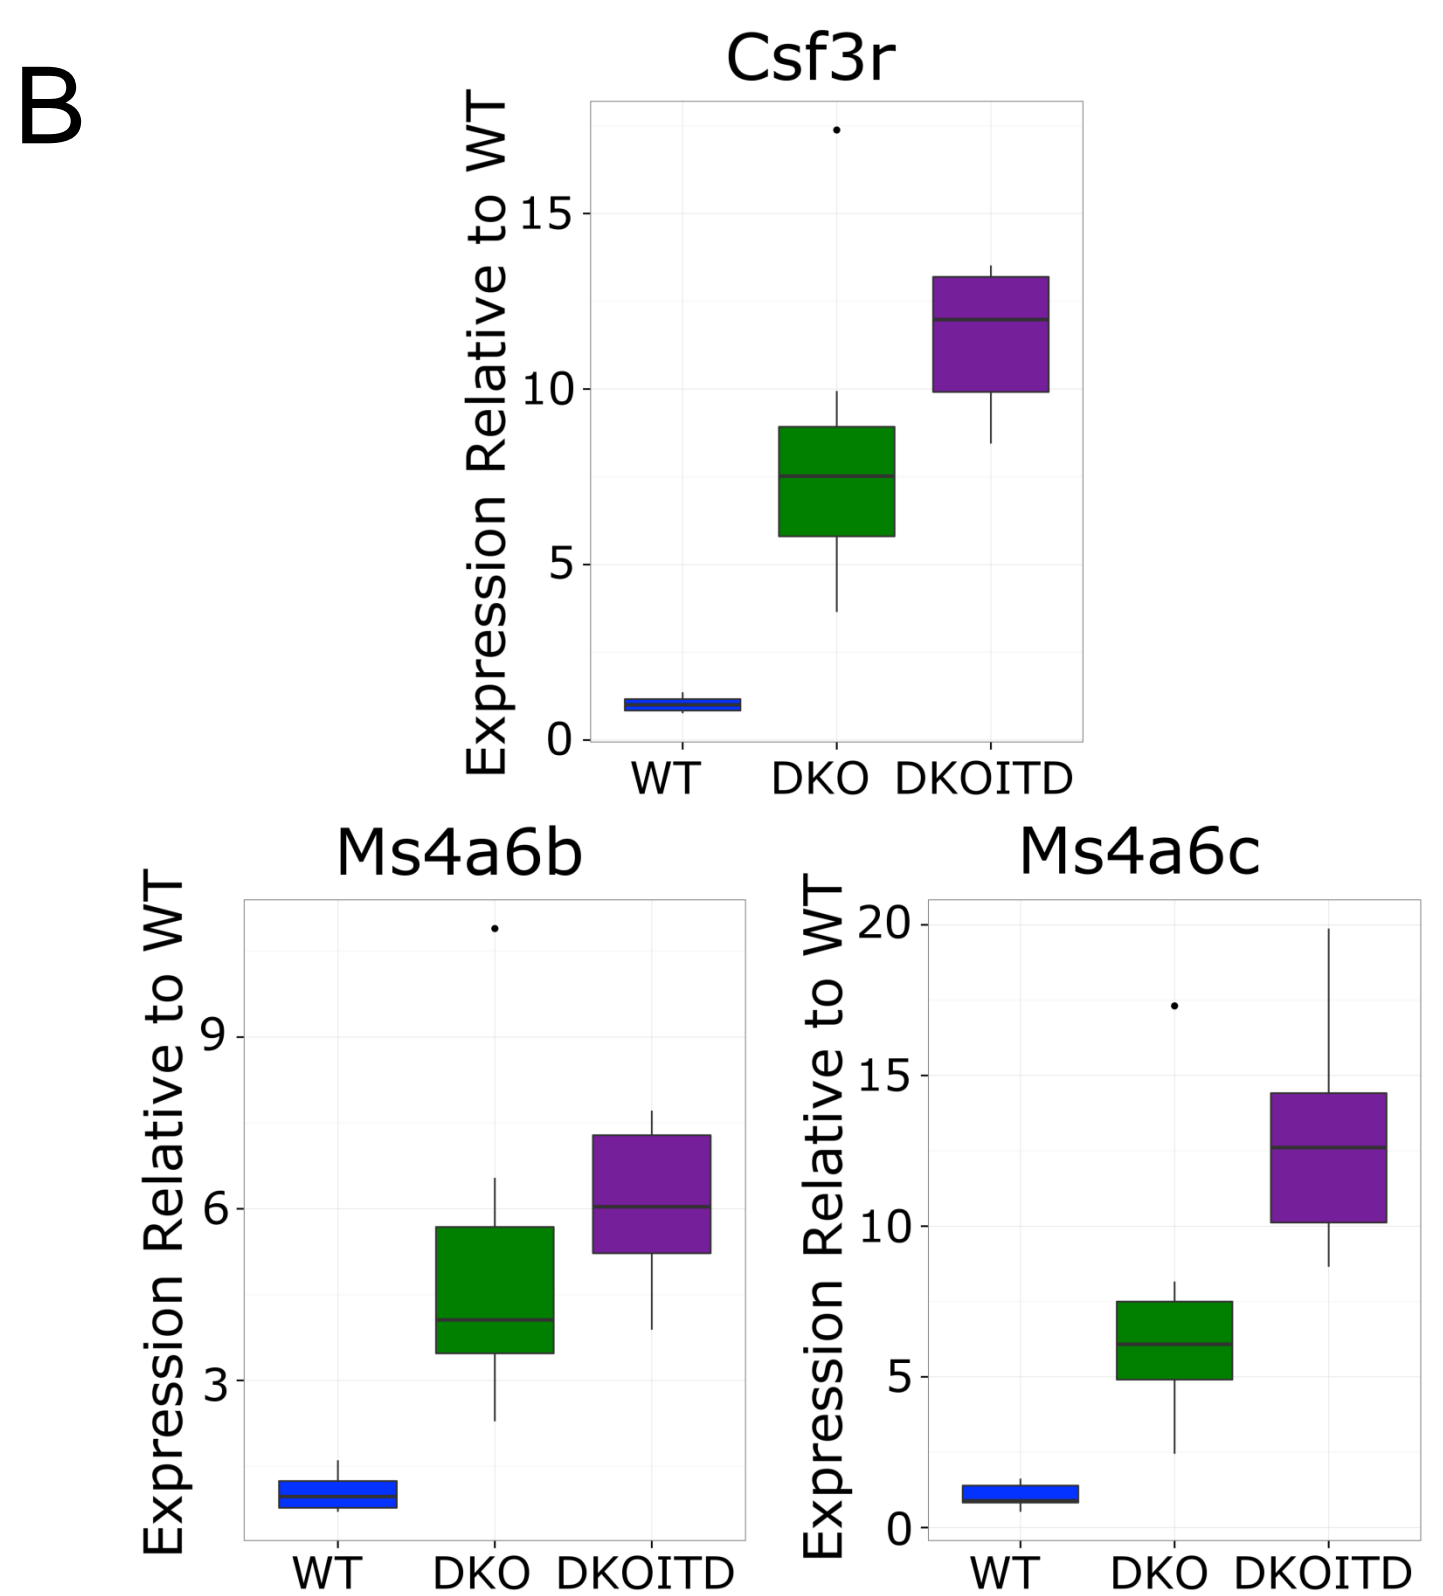 B
Csf3r
Expression Relative to WT
15
10
5
0
WT DKO DKOITD
Ms4a6b
Expression Relative to WT
9
6
3
WT DKO DKOITD
Ms4a6c
Expression Relative to WT
20
15
10
5
0
WT DKO DKOITD